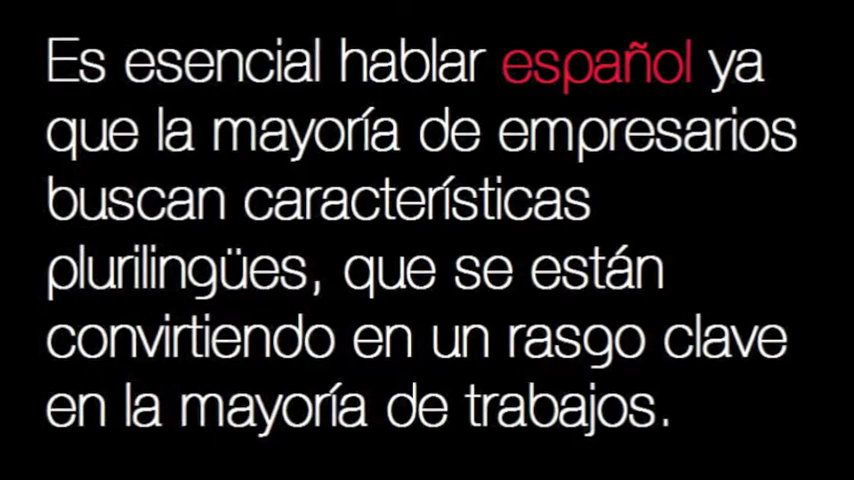 Es esencial hablar español ya
que la mayoría de empresarios
buscan características
plurilingües, que se están
convirtiendo en un rasgo clave
en la mayoría de trabajos.